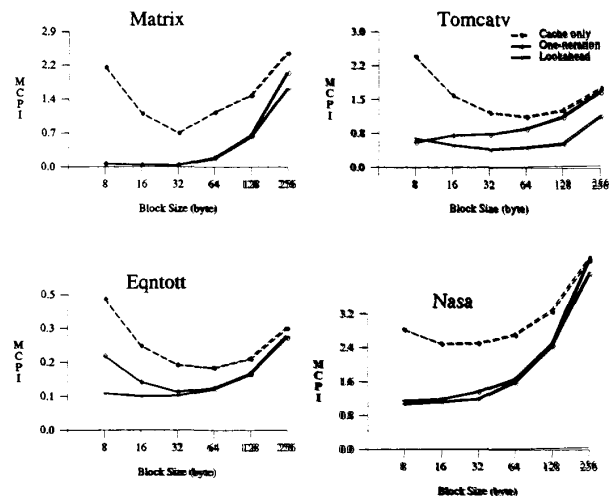 Matrix
2.9
2.2
1.4
0.7
0.0
MCPI
8 16 32 64 128 256
Block Size (byte)
Tomcatv
Cache only
One-iteration
Lookahead
3.0
2.3
1.5
0.8
0.0
MCPI
8 16 32 64 128 256
Block Size (byte)
Eqntott
0.5
0.3
0.2
0.1
0.0
MCPI
8 16 32 64 128 256
Block Size (byte)
Nasa
3.2
2.4
1.6
0.8
0.0
MCPI
8 16 32 64 128 256
Block Size (byte)